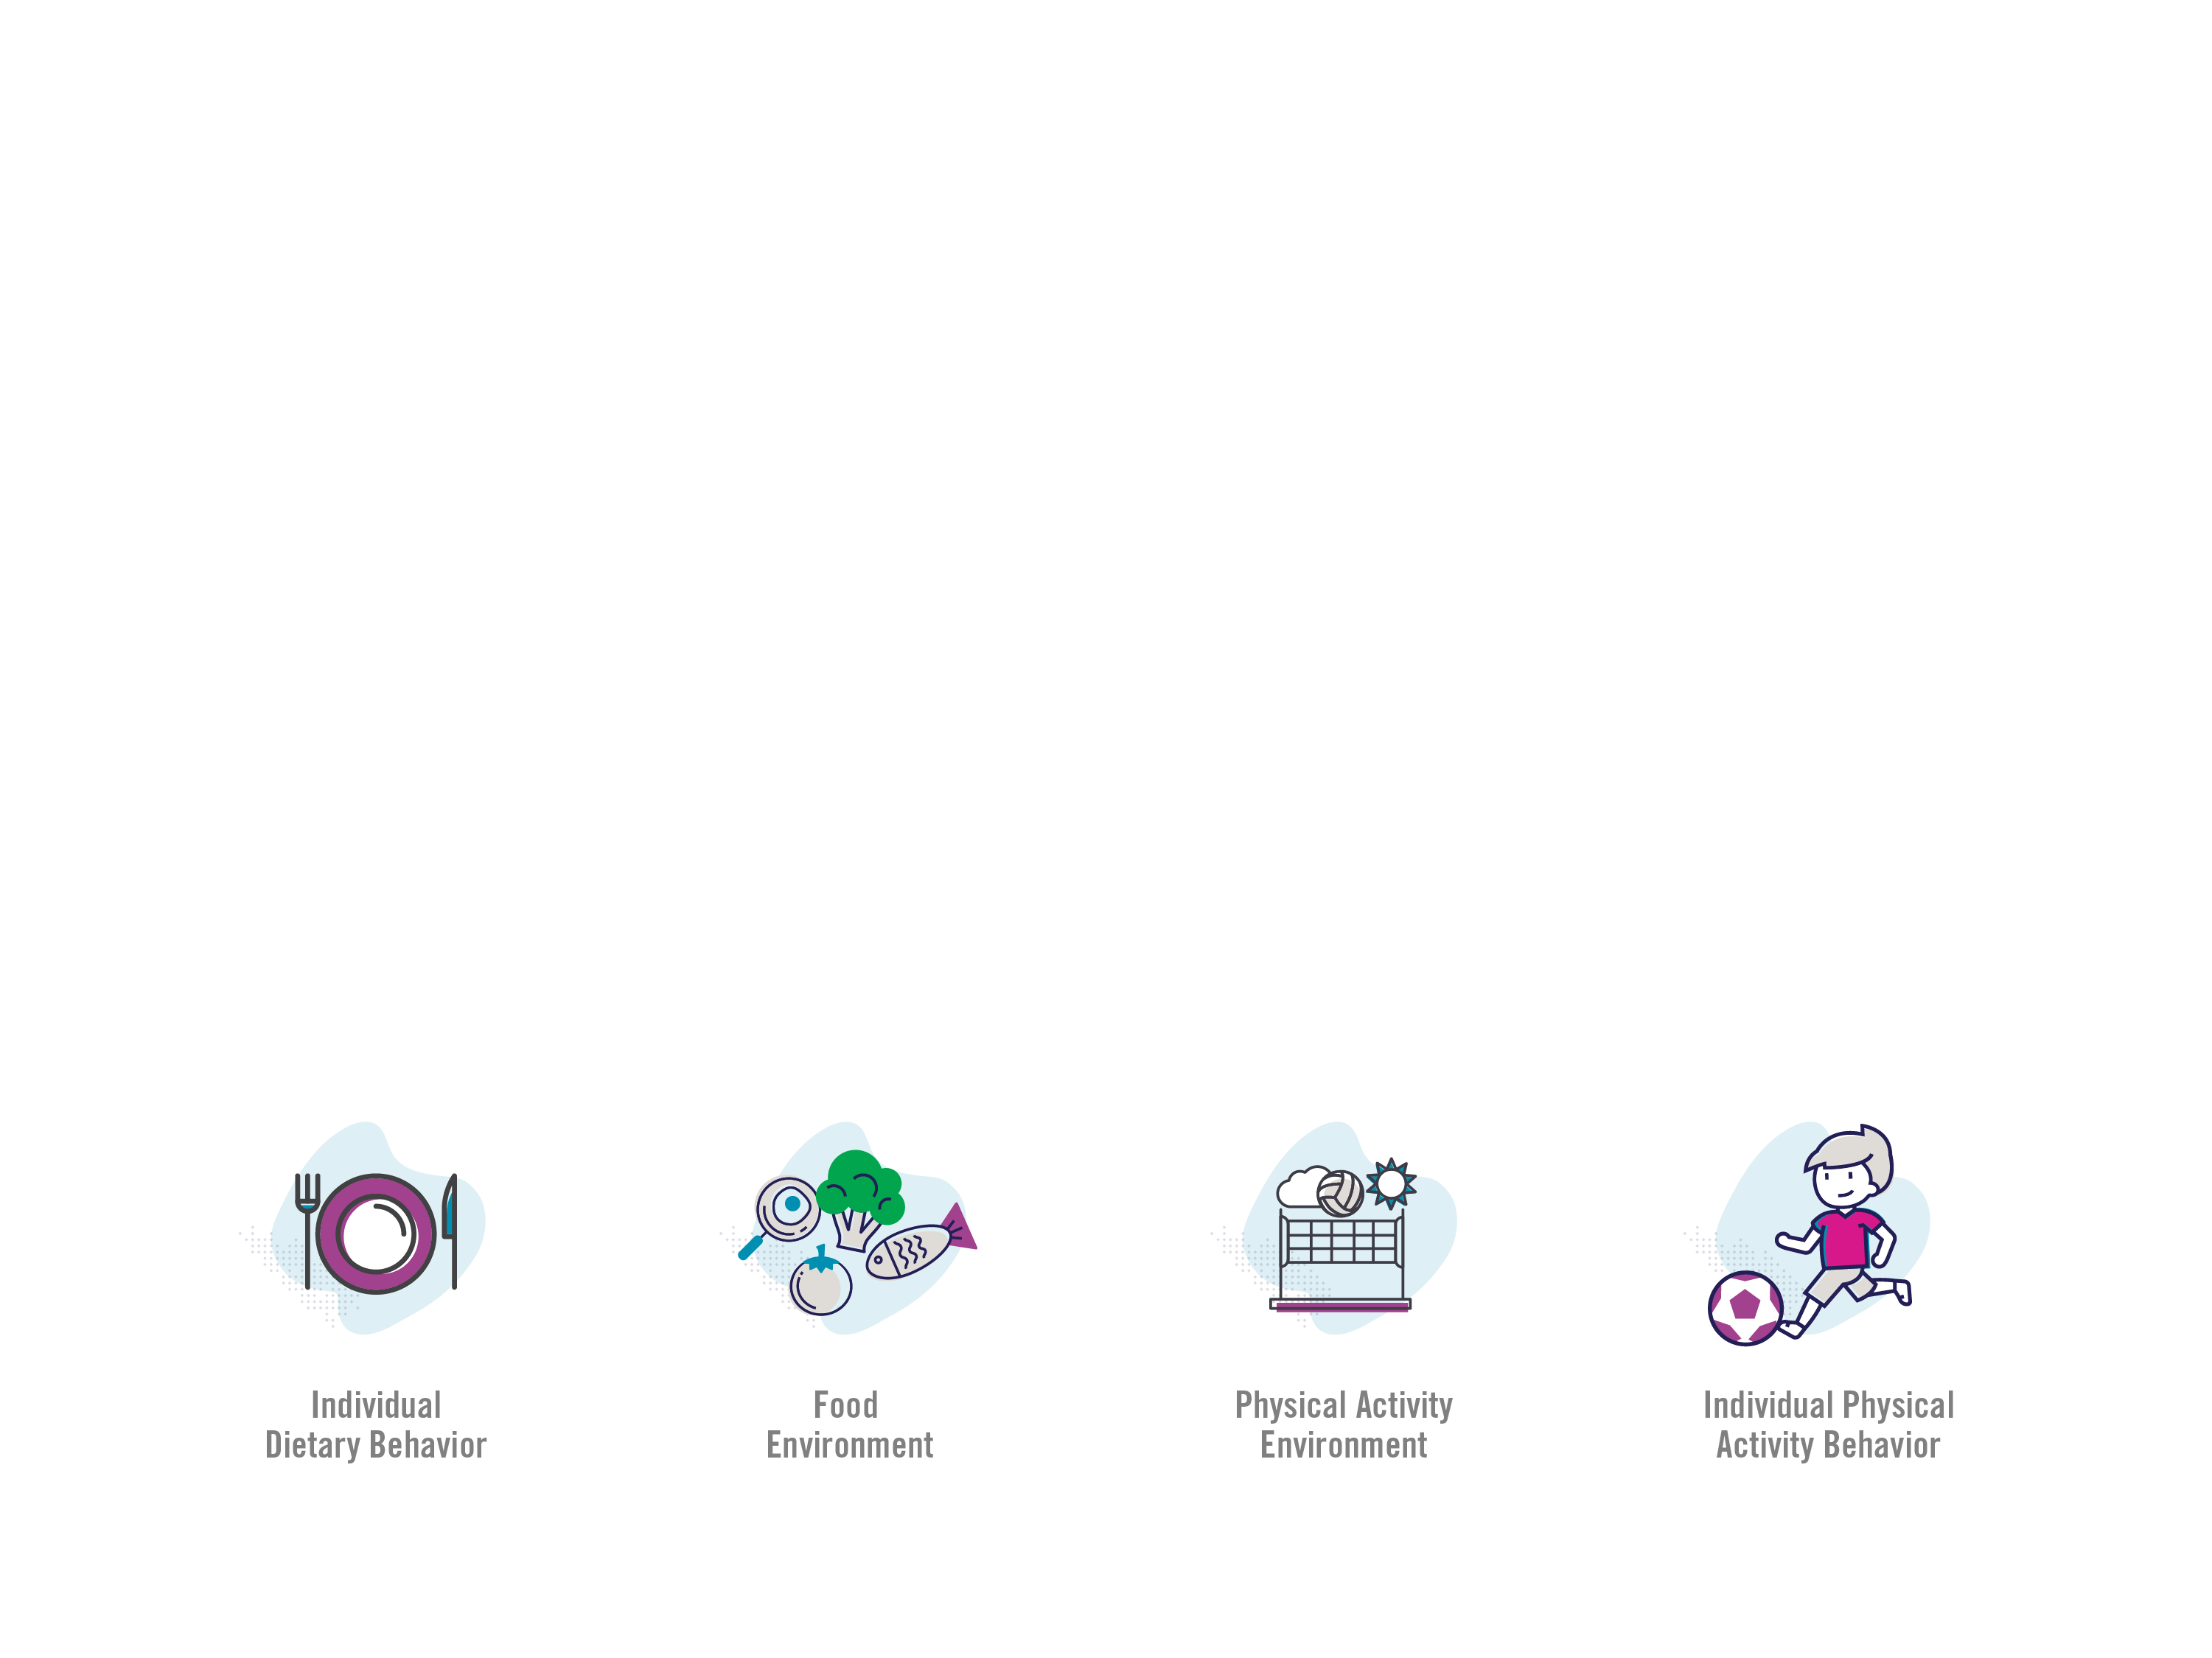 Individual
Dietary Behavior
Food
Environment
Physical Activity
Environment
Individual Physical
Activity Behavior